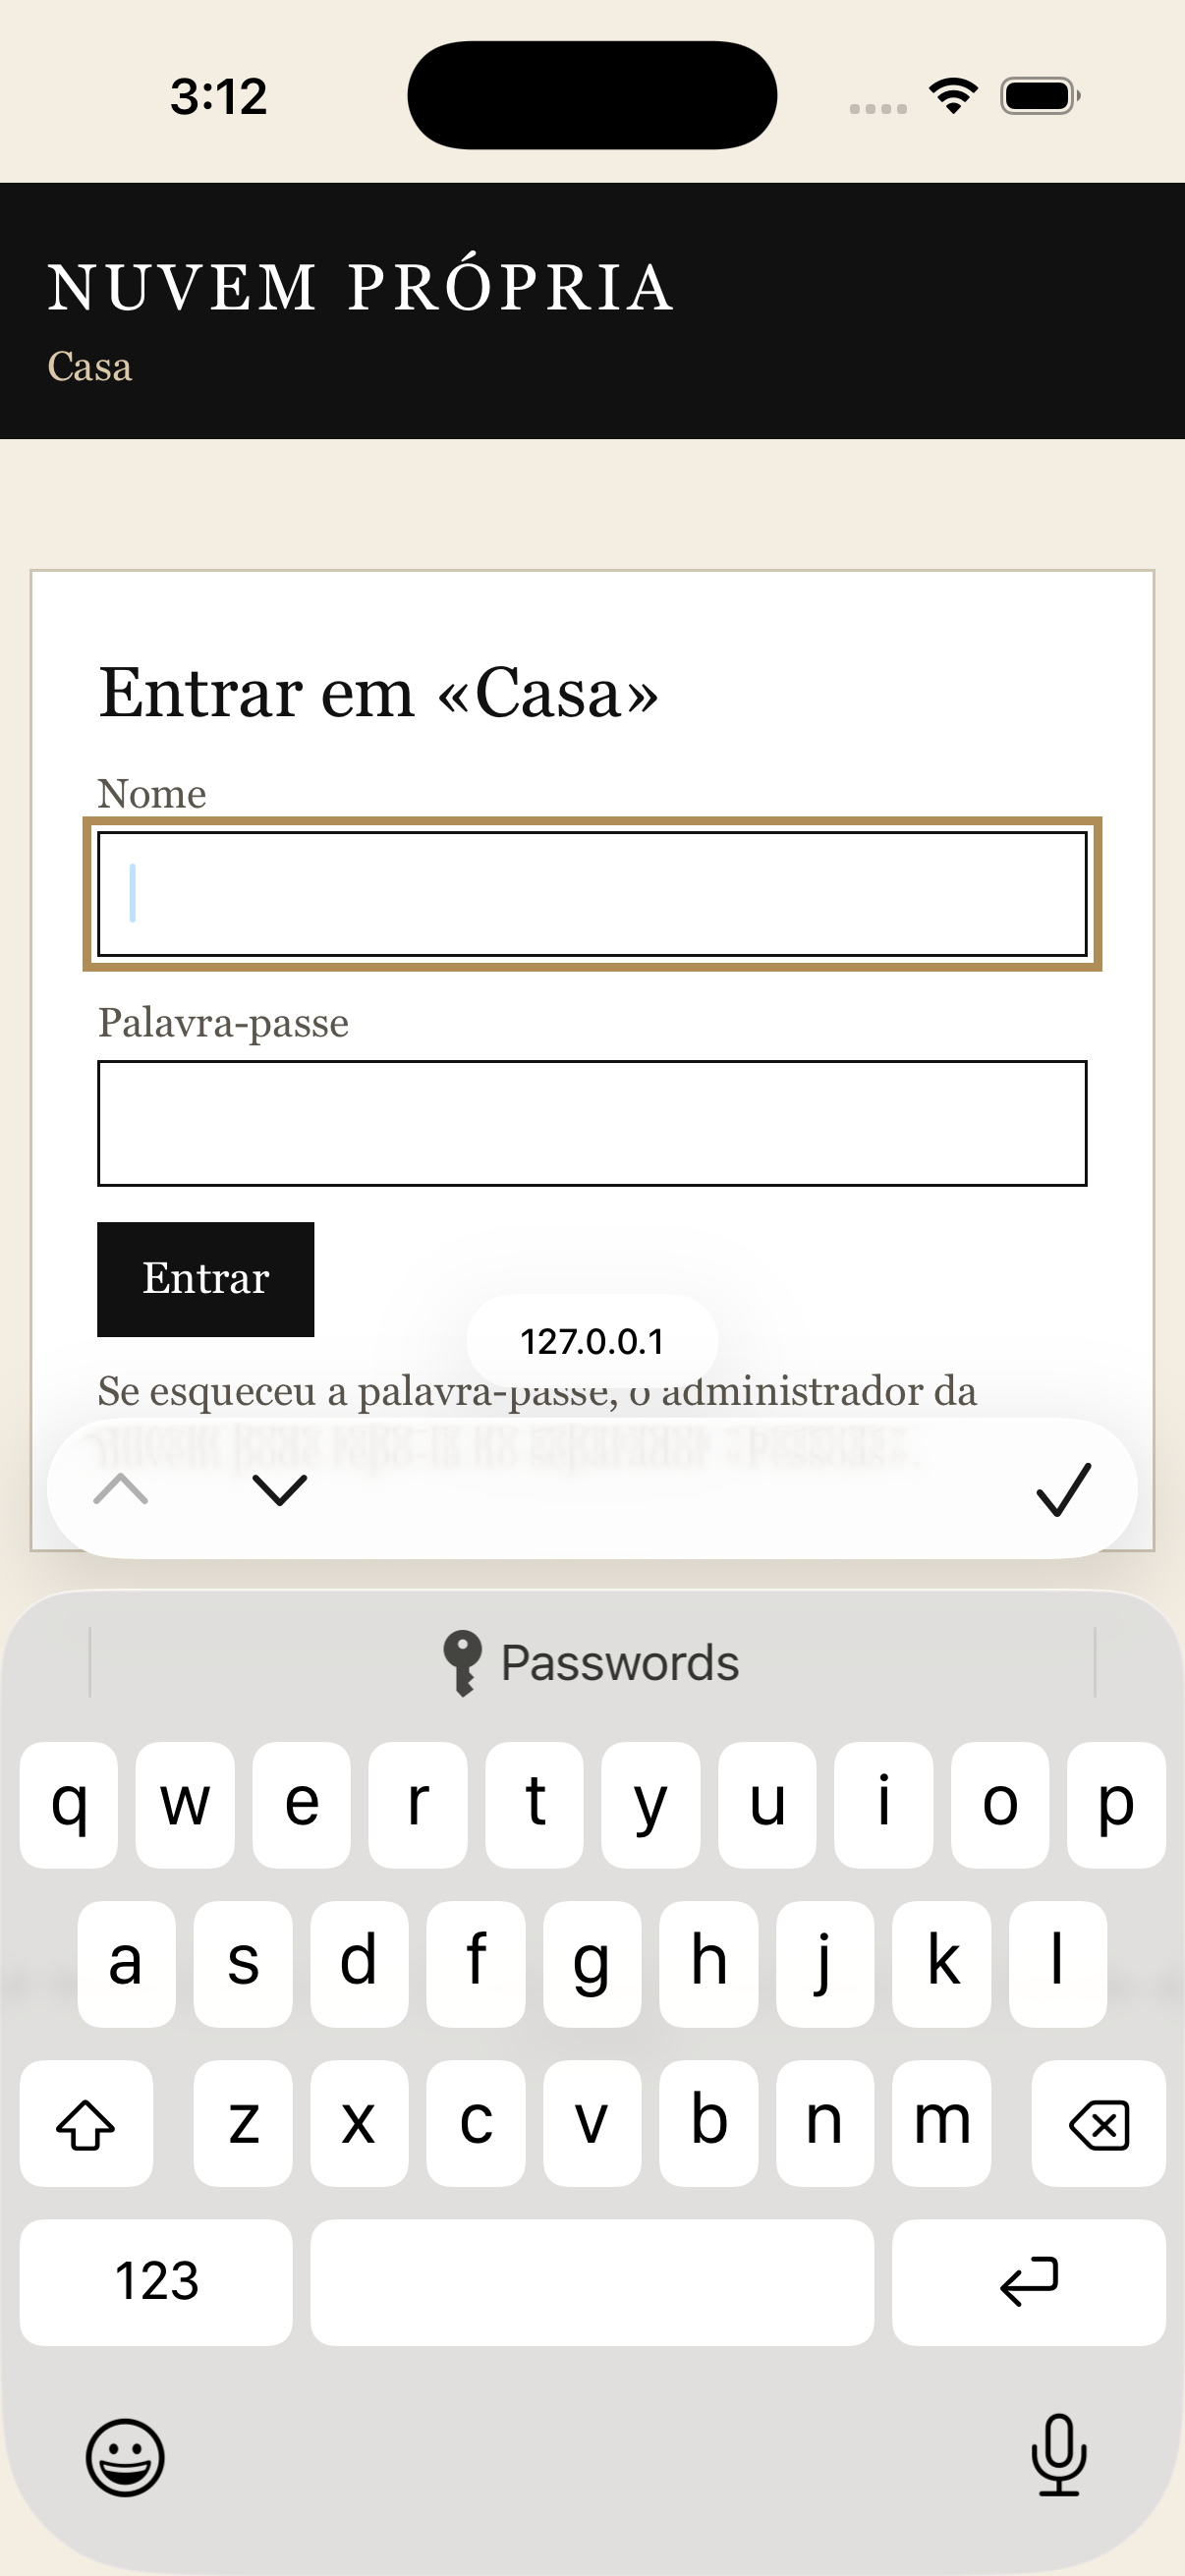 3:12
NUVEM PRÓPRIA
Casa
Entrar em «Casa»
Nome
Palavra-passe
Entrar
127.0.0.1
Se esqueceu a palavra-passe, o administrador da
Passwords
q w e r t y u i o p
a s d f g h j k l
z x c v b n m
123